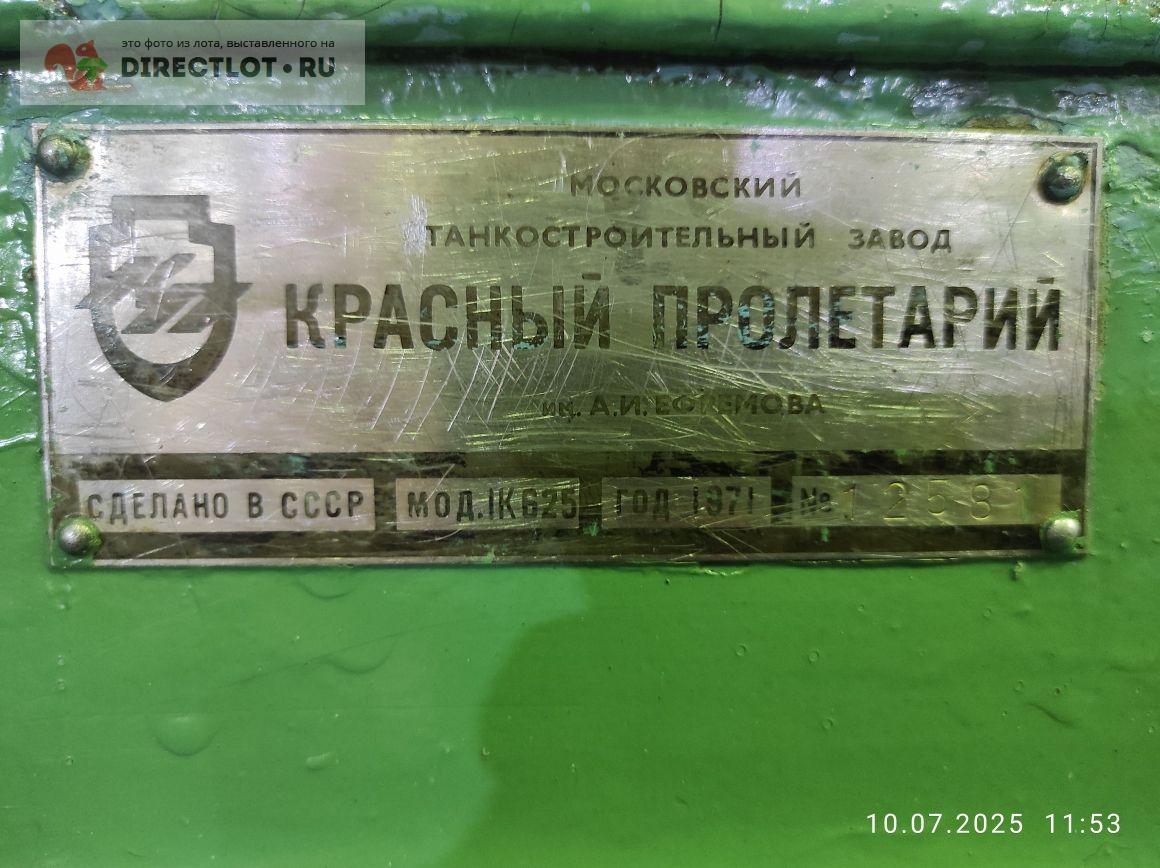 это фото из лота, выставленного на
DIRECTLOT.RU
МОСКОВСКИЙ
ТАНКОСТРОИТЕЛЬНЫЙ ЗАВОД
КРАСНЫЙ ПРОЛЕТАРИЙ
им. А.И. ЕФРЕМОВА
СДЕЛАНО В СССР МОД. 1К625 ГОД 1971 № 12581
10.07.2025 11:53